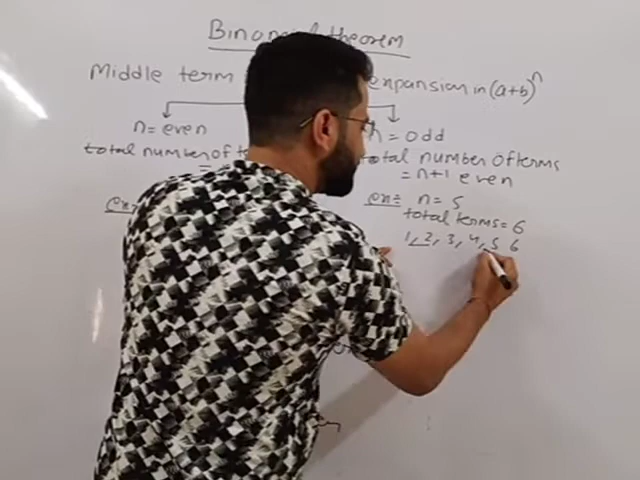 theorem
Middle term expansion in (a+b)^n
n = even
total number of
n = odd
total number of terms
= n+1 even
ex:
ex:= n = 5
total terms = 6
1, 2, 3, 4, 5 6